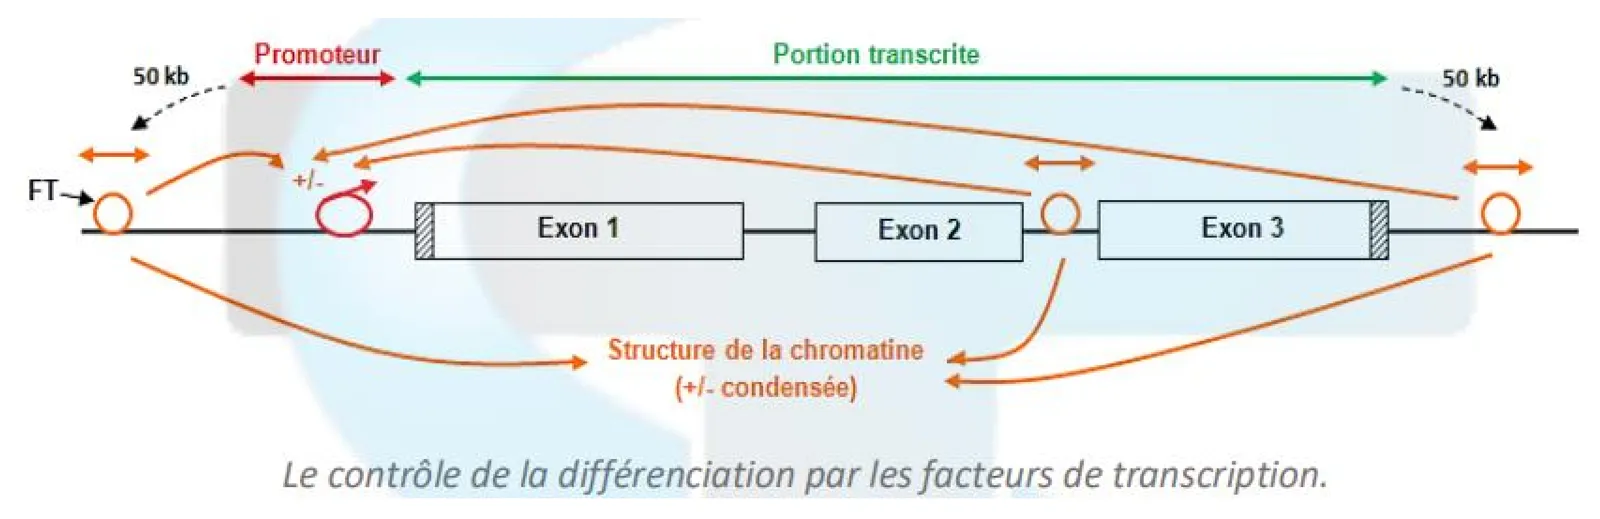 Promoteur
Portion transcrite
50 kb
50 kb
+/-
FT
Exon 1
Exon 2
Exon 3
Structure de la chromatine
(+/- condensée)
Le contrôle de la différenciation par les facteurs de transcription.